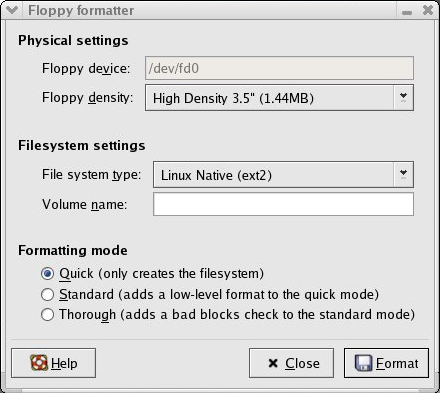 Floppy formatter
Physical settings
Floppy device: /dev/fd0
Floppy density: High Density 3.5" (1.44MB)
Filesystem settings
File system type: Linux Native (ext2)
Volume name:
Formatting mode
Quick (only creates the filesystem)
Standard (adds a low-level format to the quick mode)
Thorough (adds a bad blocks check to the standard mode)
Help Close Format